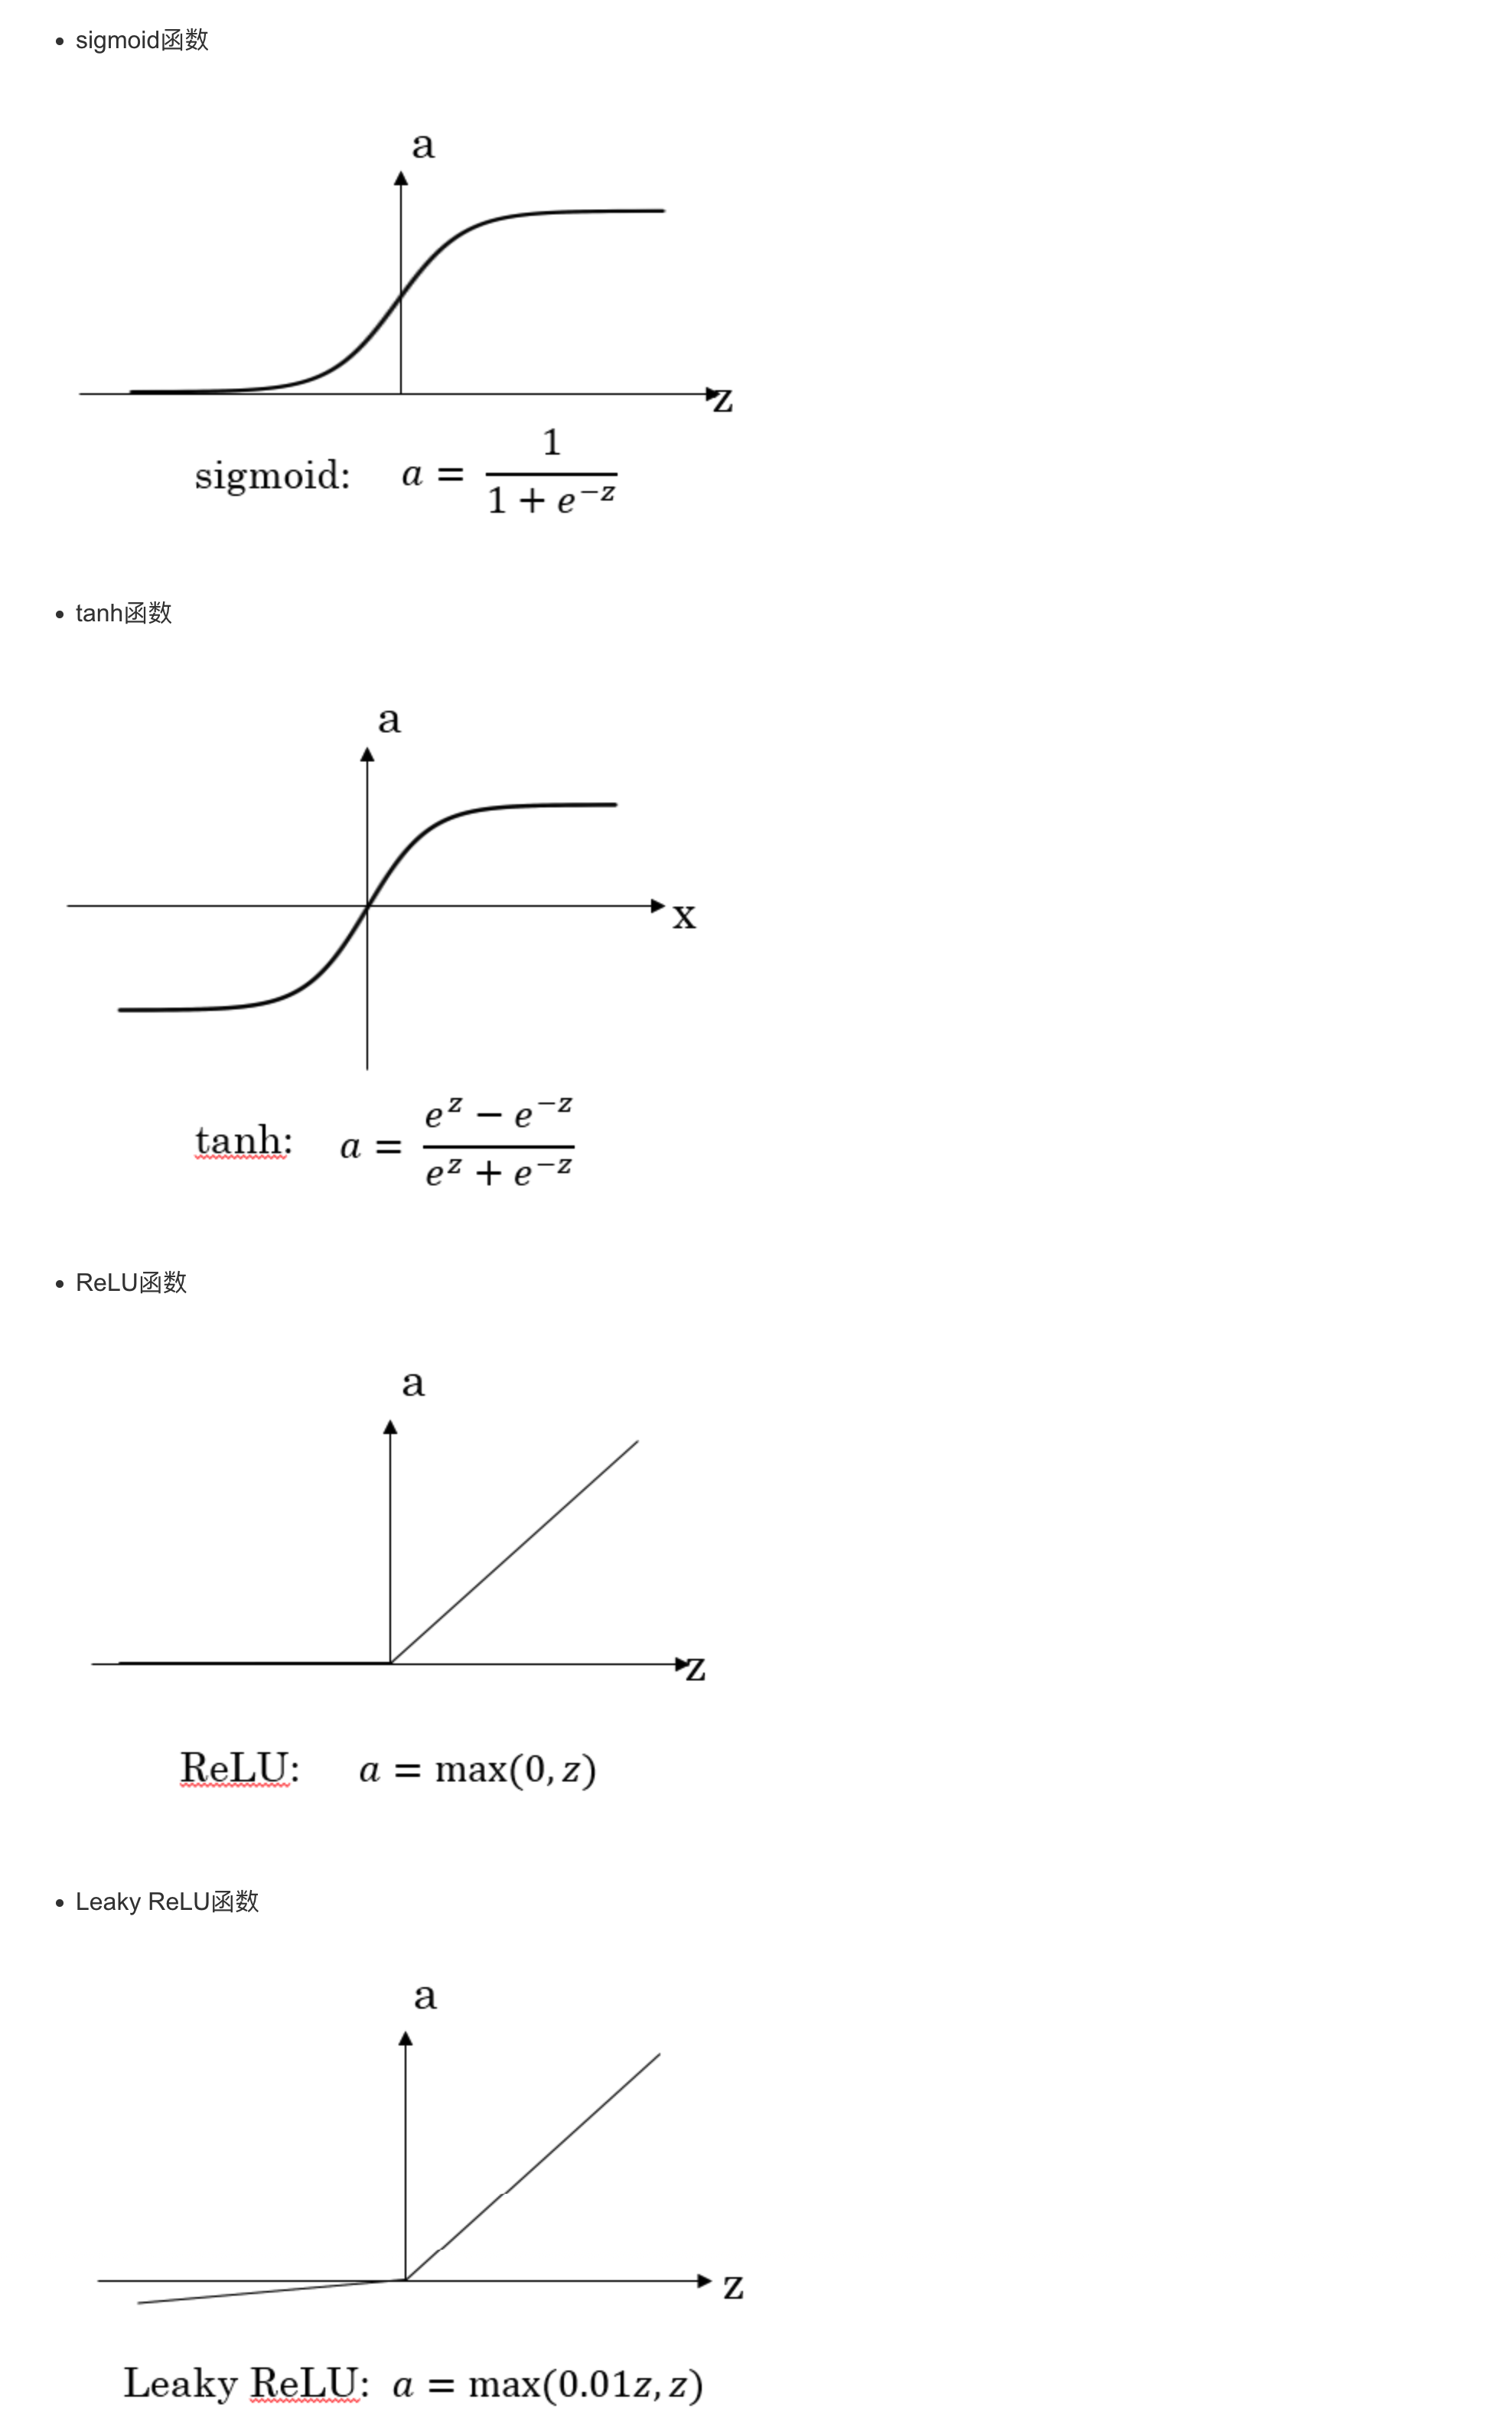 • sigmoid函数
a
z
sigmoid: a = \frac{1}{1 + e^{-z}}
• tanh函数
a
x
tanh: a = \frac{e^z - e^{-z}}{e^z + e^{-z}}
• ReLU函数
a
z
ReLU: a = max(0, z)
• Leaky ReLU函数
a
z
Leaky ReLU: a = max(0.01z, z)